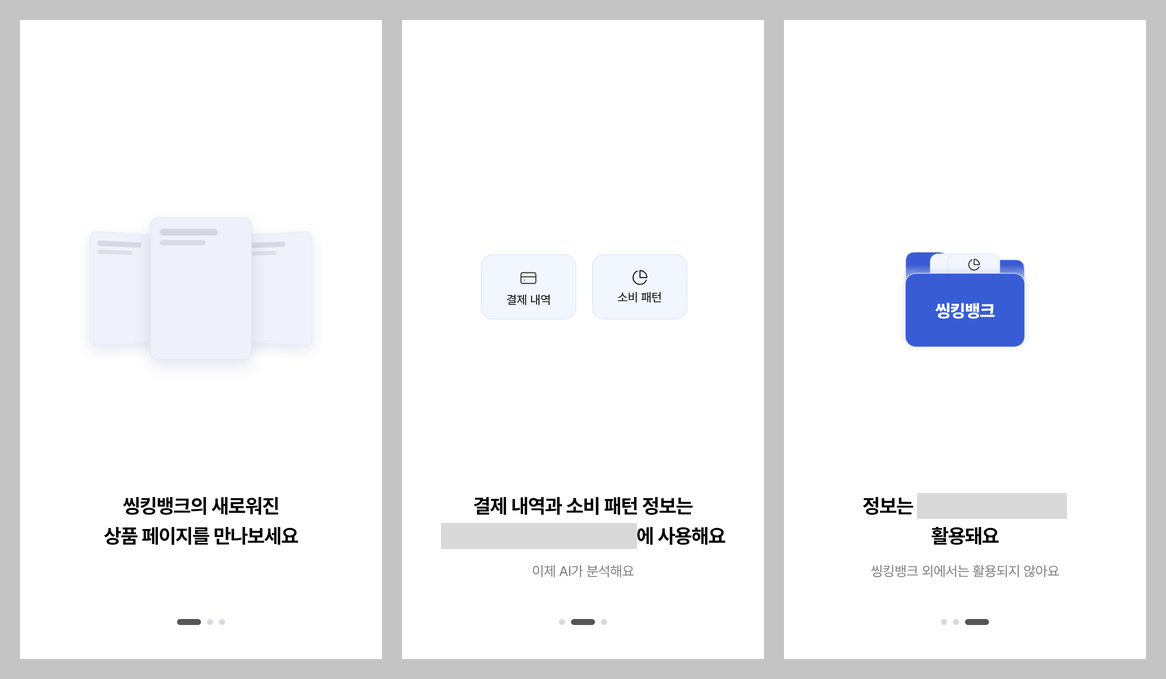 씽킹뱅크의 새로워진
상품 페이지를 만나보세요
결제 내역
소비 패턴
결제 내역과 소비 패턴 정보는
에 사용해요
이제 AI가 분석해요
씽킹뱅크
정보는
활용돼요
씽킹뱅크 외에서는 활용되지 않아요